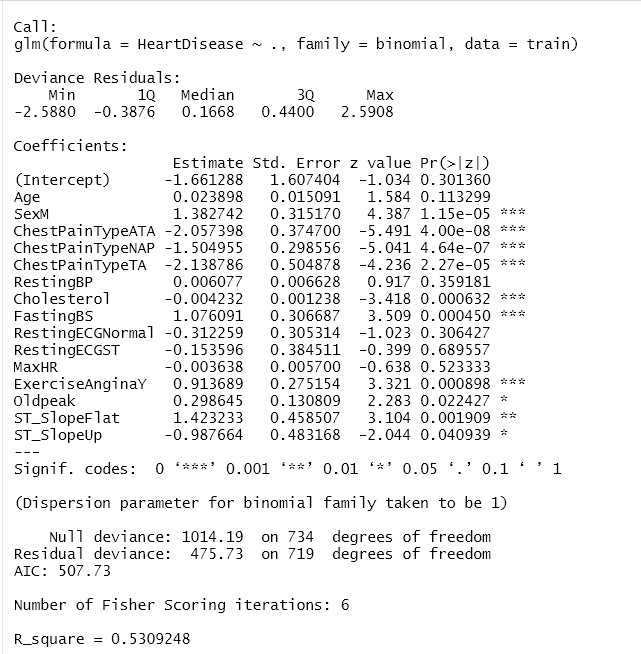 Call:
glm(formula = HeartDisease ~ ., family = binomial, data = train)
Deviance Residuals:
Min 1Q Median 3Q Max
-2.5880 -0.3876 0.1668 0.4400 2.5908
Coefficients:
Estimate Std. Error z value Pr(>|z|)
(Intercept) -1.661288 1.607404 -1.034 0.301360
Age 0.023898 0.015091 1.584 0.113299
SexM 1.382742 0.315170 4.387 1.15e-05 ***
ChestPainTypeATA -2.057398 0.374700 -5.491 4.00e-08 ***
ChestPainTypeNAP -1.504955 0.298556 -5.041 4.64e-07 ***
ChestPainTypeTA -2.138786 0.504878 -4.236 2.27e-05 ***
RestingBP 0.006077 0.006628 0.917 0.359181
Cholesterol -0.004232 0.001238 -3.418 0.000632 ***
FastingBS 1.076091 0.306687 3.509 0.000450 ***
RestingECGNormal -0.312259 0.305314 -1.023 0.306427
RestingECGST -0.153596 0.384511 -0.399 0.689557
MaxHR -0.003638 0.005700 -0.638 0.523333
ExerciseAnginaY 0.913689 0.275154 3.321 0.000898 ***
Oldpeak 0.298645 0.130809 2.283 0.022427 *
ST_SlopeFlat 1.423233 0.458507 3.104 0.001909 **
ST_SlopeUp -0.987664 0.483168 -2.044 0.040939 *
---
Signif. codes: 0 ‘***’ 0.001 ‘**’ 0.01 ‘*’ 0.05 ‘.’ 0.1 ‘ ’ 1
(Dispersion parameter for binomial family taken to be 1)
Null deviance: 1014.19 on 734 degrees of freedom
Residual deviance: 475.73 on 719 degrees of freedom
AIC: 507.73
Number of Fisher Scoring iterations: 6
R_square = 0.5309248